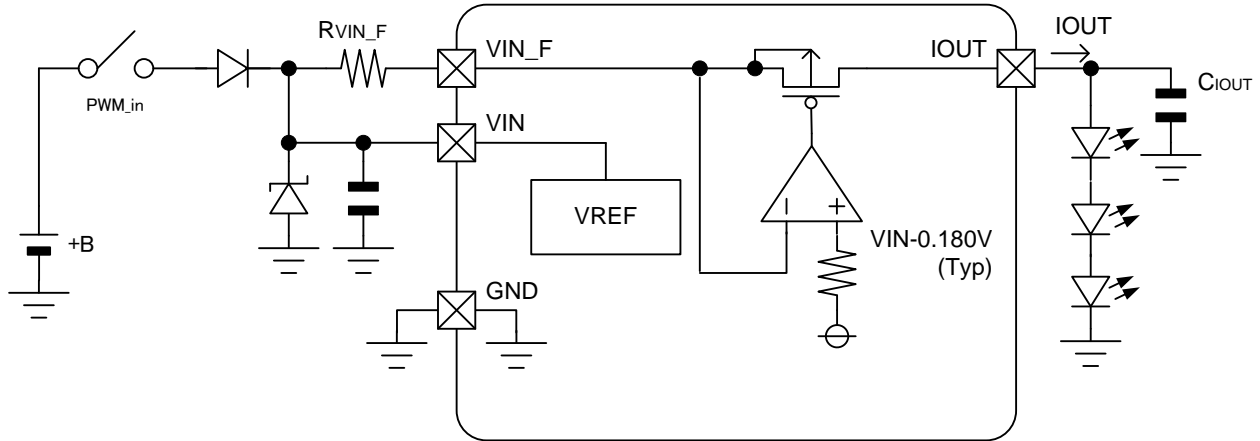 RVIN_F
VIN_F
IOUT
IOUT
PWM_in
CIOUT
VIN
VREF
+B
VIN-0.180V
(Typ)
GND